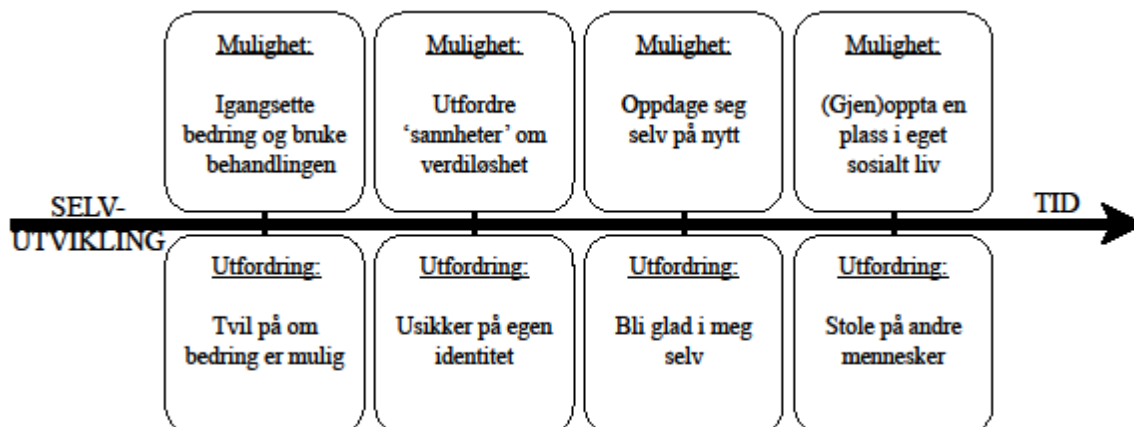 Mulighet:
Igangsette
bedring og bruke
behandlingen
Mulighet:
Utfordre
‘sannheter’ om
verdiløshet
Mulighet:
Oppdage seg
selv på nytt
Mulighet:
(Gjen)oppta en
plass i eget
sosialt liv
SELV-
UTVIKLING
TID
Utfordring:
Tvil på om
bedring er mulig
Utfordring:
Usikker på egen
identitet
Utfordring:
Bli glad i meg
selv
Utfordring:
Stole på andre
mennesker